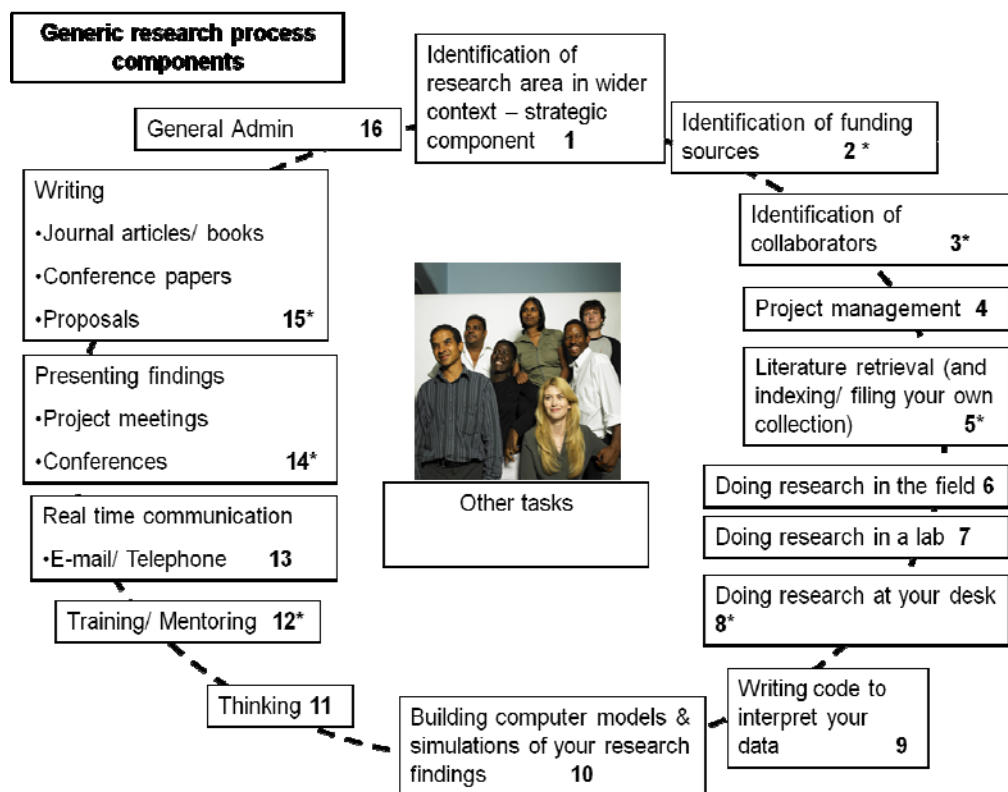 Generic research process
components
Identification of
research area in wider
context – strategic
component 1
Identification of funding
sources 2 *
Identification of
collaborators 3*
Project management 4
Literature retrieval (and
indexing/ filing your own
collection) 5*
Doing research in the field 6
Doing research in a lab 7
Doing research at your desk
8*
Writing code to
interpret your
data 9
Building computer models &
simulations of your research
findings 10
Thinking 11
Training/ Mentoring 12*
Real time communication
•E-mail/ Telephone 13
Presenting findings
•Project meetings
•Conferences 14*
Writing
•Journal articles/ books
•Conference papers
•Proposals 15*
General Admin 16
Other tasks